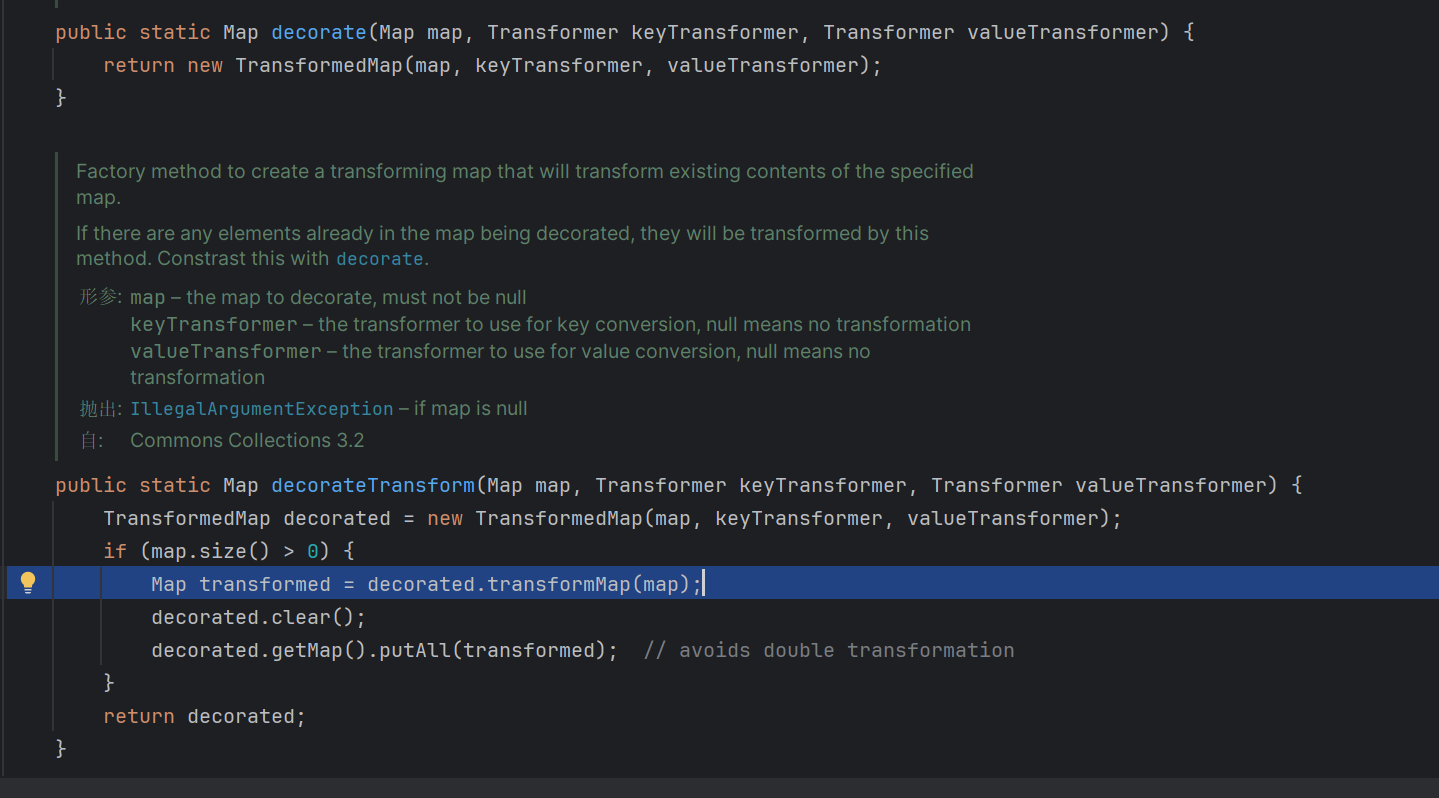 public static Map decorate(Map map, Transformer keyTransformer, Transformer valueTransformer) {
return new TransformedMap(map, keyTransformer, valueTransformer);
}
Factory method to create a transforming map that will transform existing contents of the specified
map.
If there are any elements already in the map being decorated, they will be transformed by this
method. Constrast this with decorate.
形参: map – the map to decorate, must not be null
keyTransformer – the transformer to use for key conversion, null means no transformation
valueTransformer – the transformer to use for value conversion, null means no
transformation
抛出: IllegalArgumentException – if map is null
自: Commons Collections 3.2
public static Map decorateTransform(Map map, Transformer keyTransformer, Transformer valueTransformer) {
TransformedMap decorated = new TransformedMap(map, keyTransformer, valueTransformer);
if (map.size() > 0) {
Map transformed = decorated.transformMap(map);
decorated.clear();
decorated.getMap().putAll(transformed);  // avoids double transformation
}
return decorated;
}